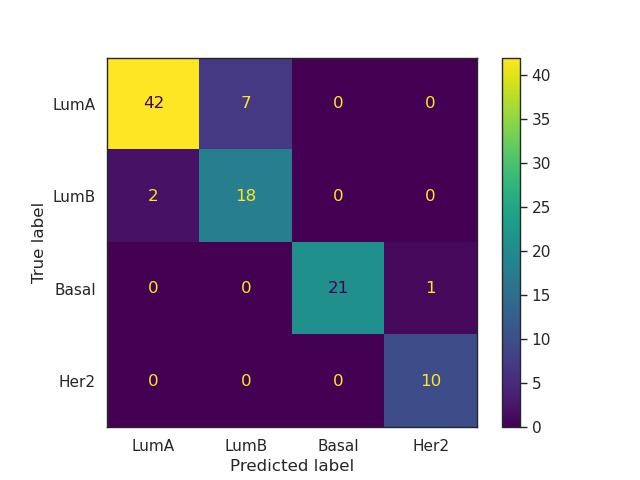 LumA 42 7 0 0
LumB 2 18 0 0
Basal 0 0 21 1
Her2 0 0 0 10
LumA LumB Basal Her2
Predicted label
True label
40
35
30
25
20
15
10
5
0